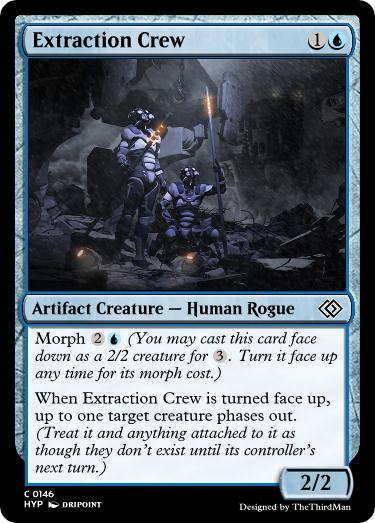 Extraction Crew 1
Artifact Creature — Human Rogue
Morph 2 (You may cast this card face
down as a 2/2 creature for 3. Turn it face up
any time for its morph cost.)
When Extraction Crew is turned face up,
up to one target creature phases out.
(Treat it and anything attached to it as
though they don't exist until its controller's
next turn.)
2/2
C 0146
HYP DRIPOINT
Designed by TheThirdMan